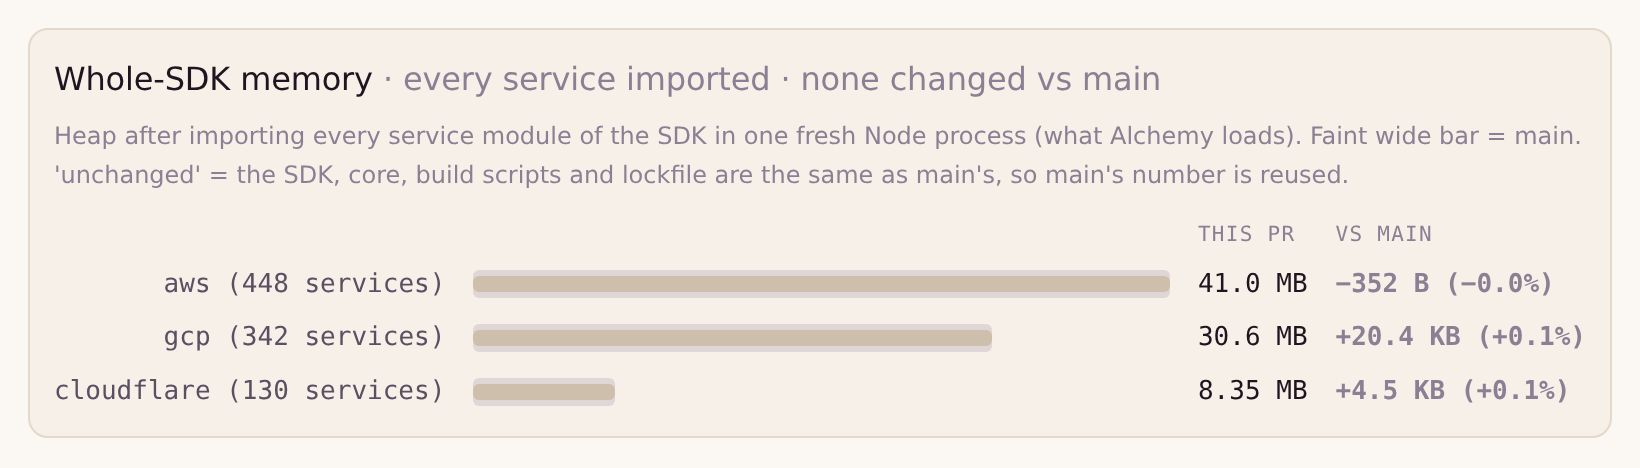 Whole-SDK memory · every service imported · none changed vs main
Heap after importing every service module of the SDK in one fresh Node process (what Alchemy loads). Faint wide bar = main.
'unchanged' = the SDK, core, build scripts and lockfile are the same as main's, so main's number is reused.
THIS PR VS MAIN
aws (448 services) 41.0 MB −352 B (−0.0%)
gcp (342 services) 30.6 MB +20.4 KB (+0.1%)
cloudflare (130 services) 8.35 MB +4.5 KB (+0.1%)